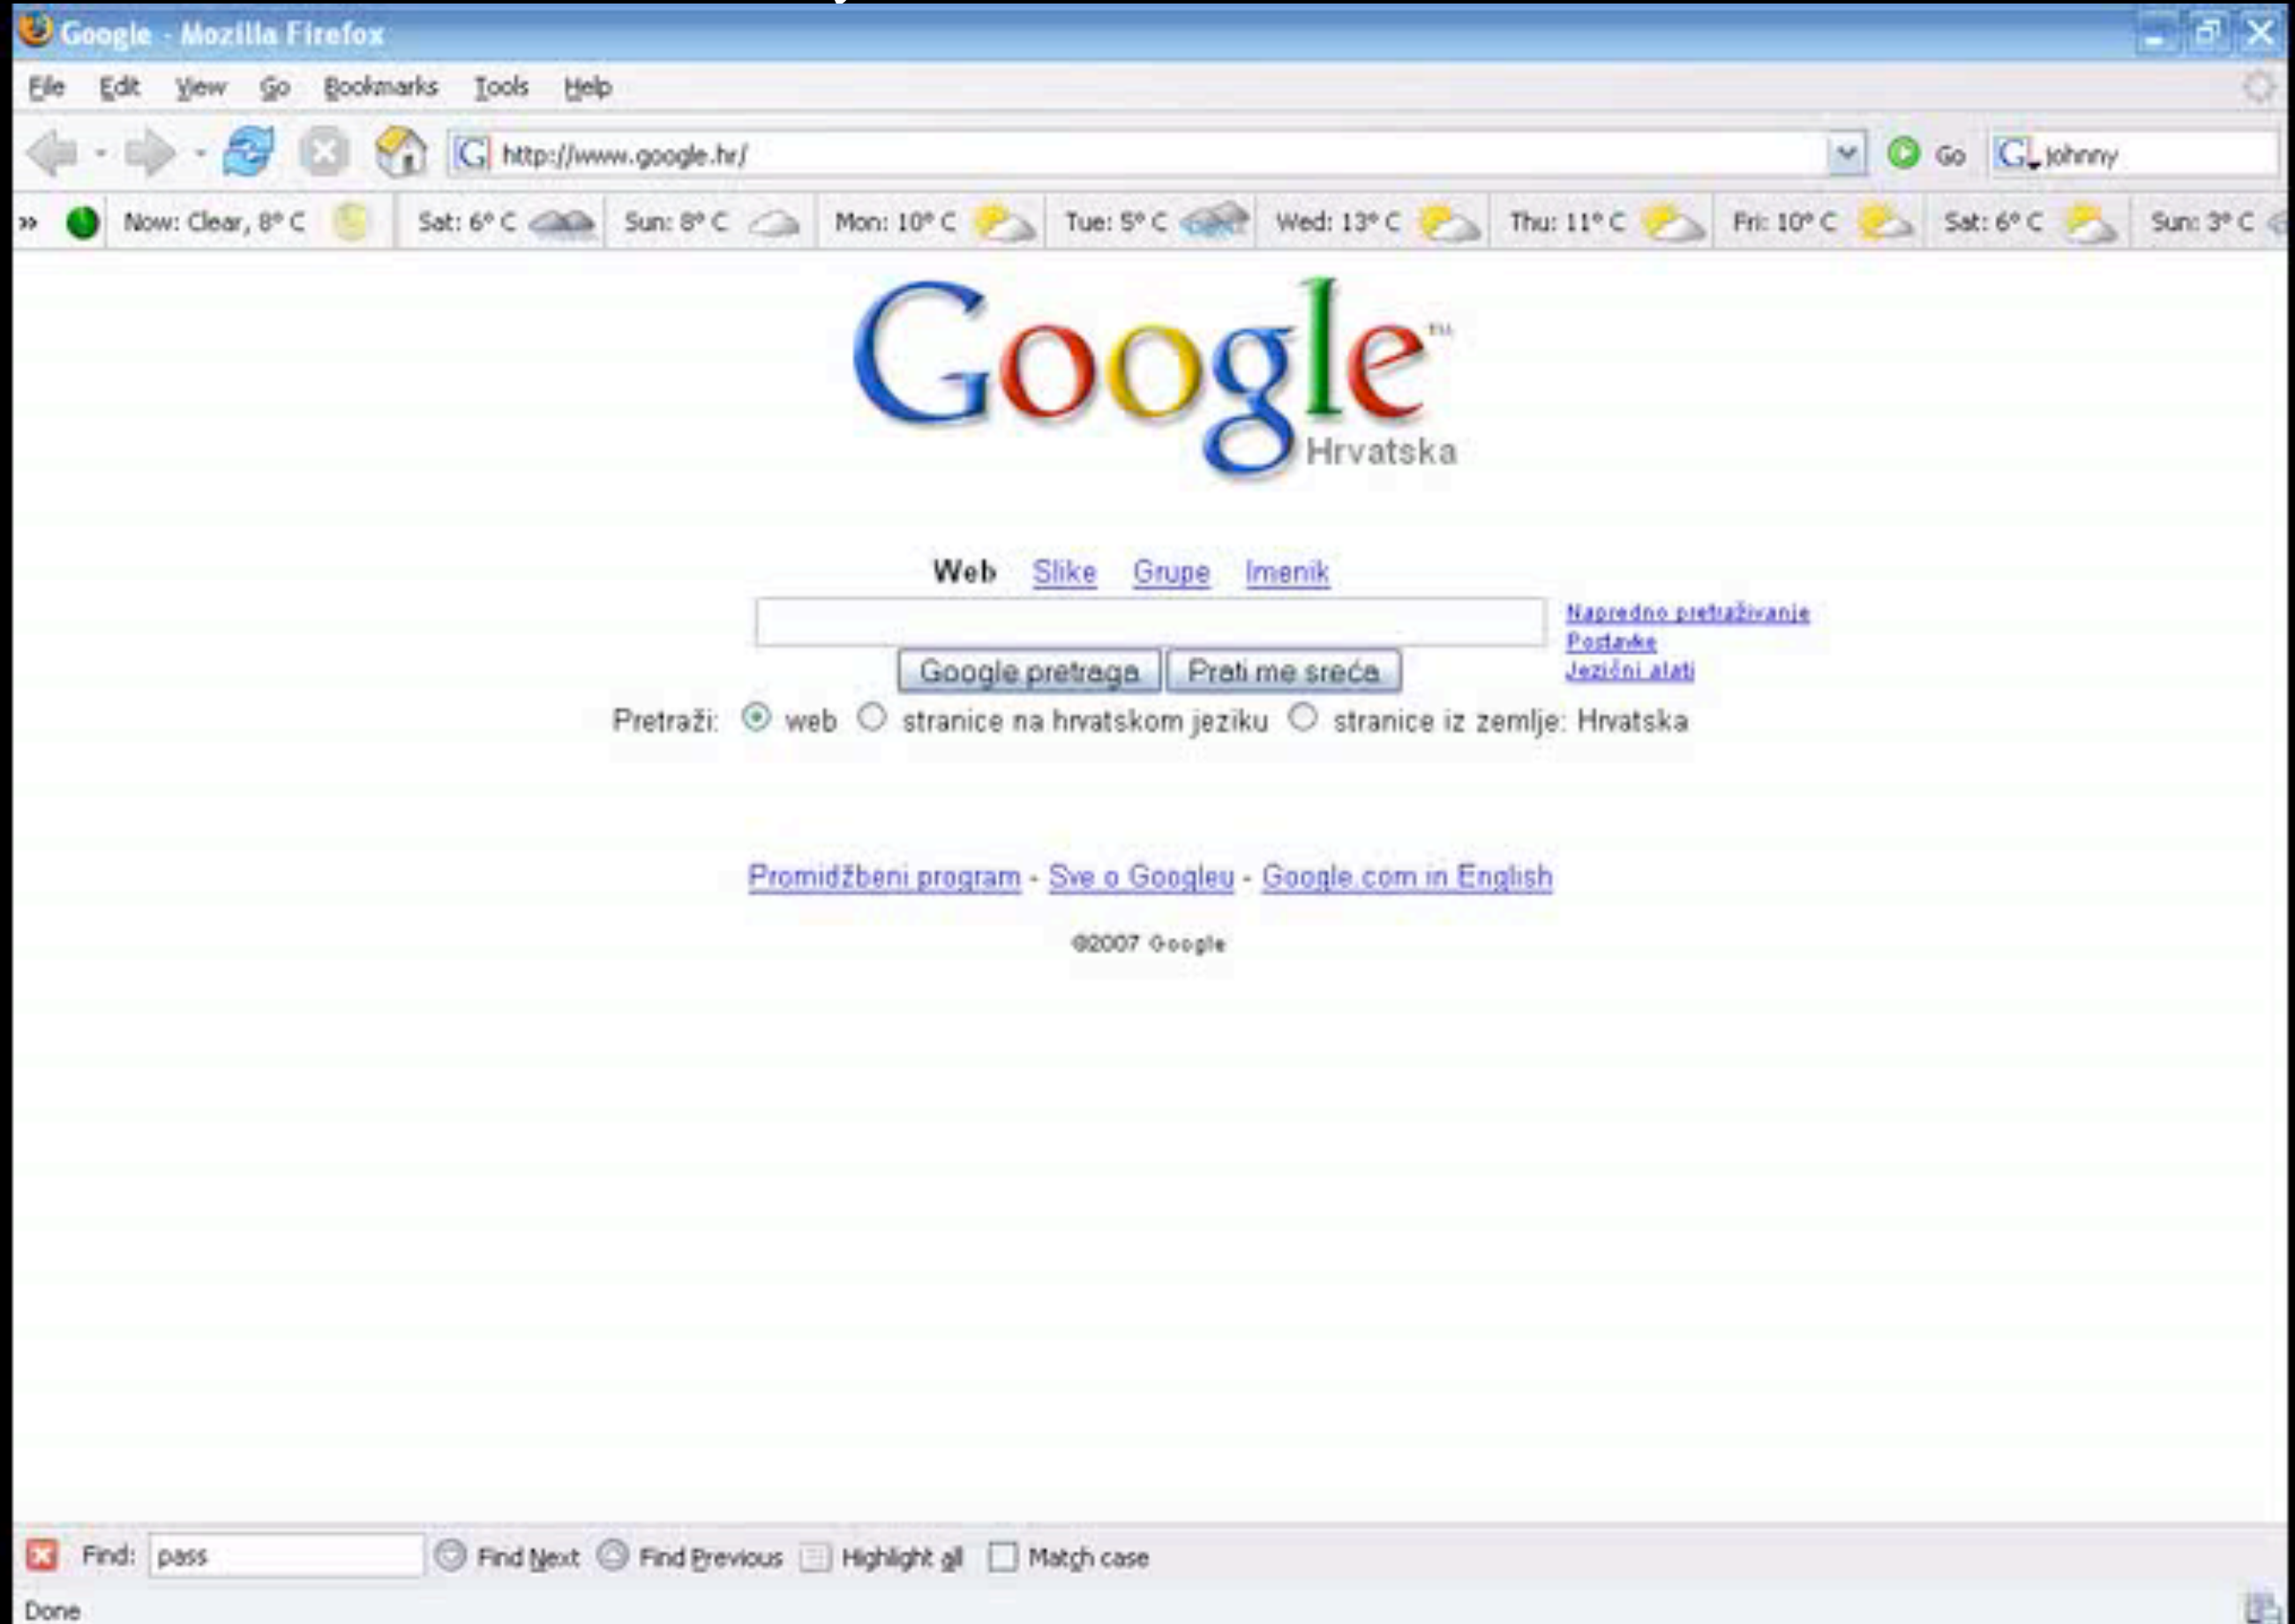 Google - Mozilla Firefox
File Edit View Go Bookmarks Tools Help
http://www.google.hr/ Go johnny
» Now: Clear, 8° C Sat: 6° C Sun: 8° C Mon: 10° C Tue: 5° C Wed: 13° C Thu: 11° C Fri: 10° C Sat: 6° C Sun: 3° C
Google™
Hrvatska
Web Slike Grupe Imenik
Napredno pretraživanje
Postavke
Google pretraga Prati me sreća Jezični alati
Pretraži: web stranice na hrvatskom jeziku stranice iz zemlje: Hrvatska
Promidžbeni program - Sve o Googleu - Google.com in English
©2007 Google
Find: pass Find Next Find Previous Highlight all Match case
Done